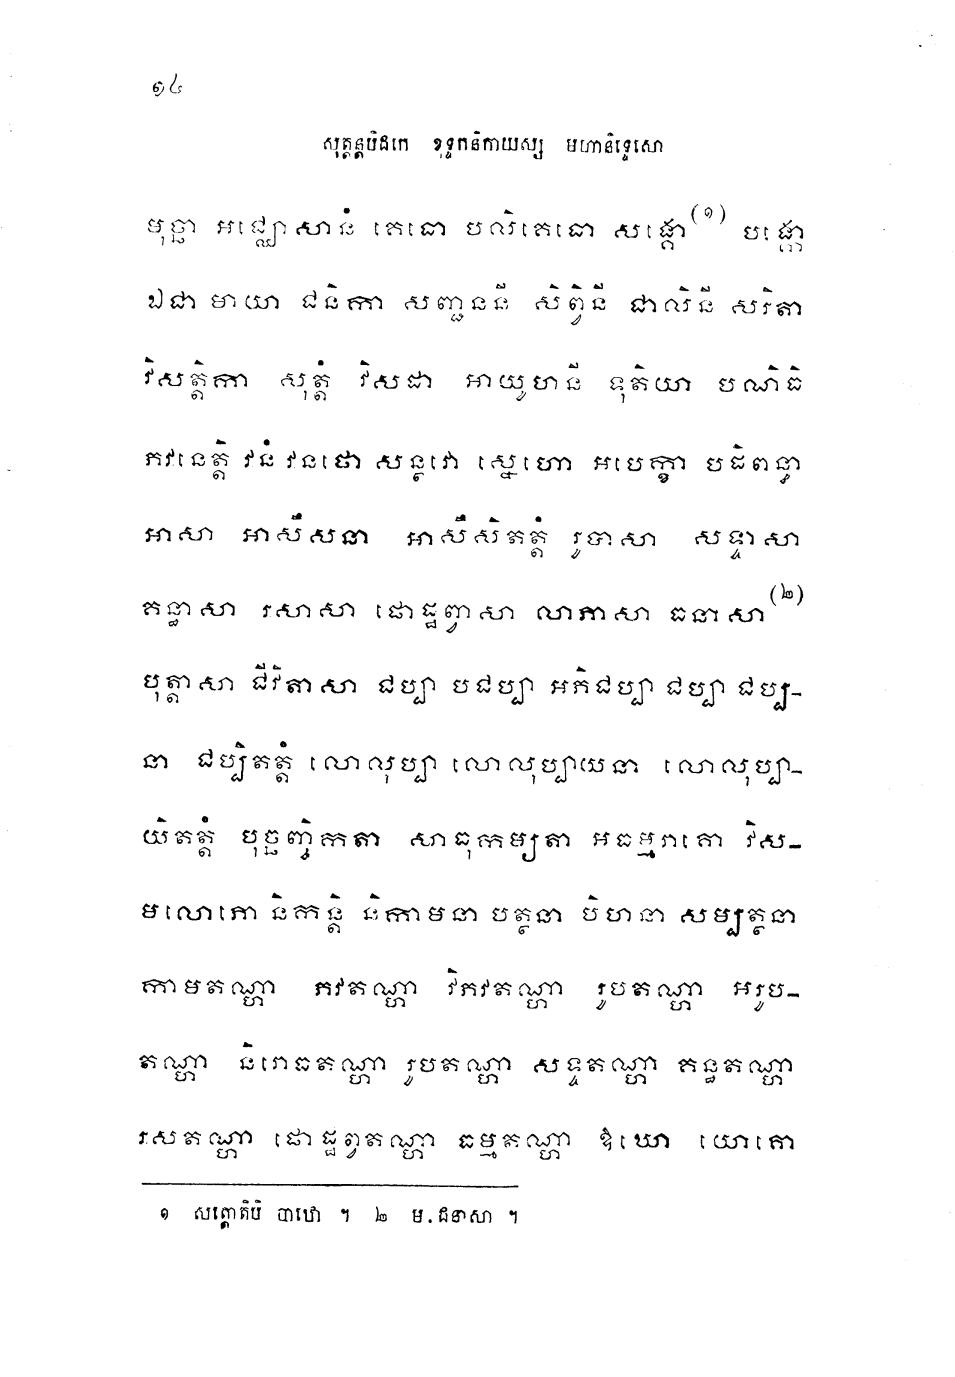 ១៤
សុត្តន្តបិដកេ ខុទ្ទកនិកាយស្ស មហានិទ្ទេសោ
មុច្ឆា អជ្ឈោសានំ គេធោ បលិគេធោ សង្គោ(១) បង្កោ
ឯជា មាយា ជនិកា សញ្ជននី សិព្វិនី ជាលិនី សរិតា
វិសត្តិកា សុត្តំ វិសដា អាយូហនី ទុតិយា បណិធិ
ភវនេត្តិ វនំ វនថោ សន្ថវោ ស្នេហោ អបេក្ខា បដិពន្ធា
អាសា អាសឹសនា អាសឹសិតត្តំ រូបាសា សទ្ទាសា
គន្ធាសា រសាសា ផោដ្ឋព្វាសា លាភាសា ធនាសា(២)
បុត្តាសា ជីវិតាសា ជប្បា បជប្បា អភិជប្បា ជប្បា ជប្ប-
នា ជប្បិតត្តំ លោលុប្បា លោលុប្បាយនា លោលុប្បា-
យិតត្តំ បុច្ឆញ្ជិកតា សាធុកម្យតា អធម្មរាគោ វិស-
មលោភោ និកន្តិ និកាមនា បត្ថនា បិហនា សម្បត្ថនា
កាមតណ្ហា ភវតណ្ហា វិភវតណ្ហា រូបតណ្ហា អរូប-
តណ្ហា និរោធតណ្ហា រូបតណ្ហា សទ្ទតណ្ហា គន្ធតណ្ហា
រសតណ្ហា ផោដ្ឋព្វតណ្ហា ធម្មតណ្ហា ឱឃោ យោគោ
១ សត្តោតិបិ បាឋោ ។ ២ ម.ជនាសា ។